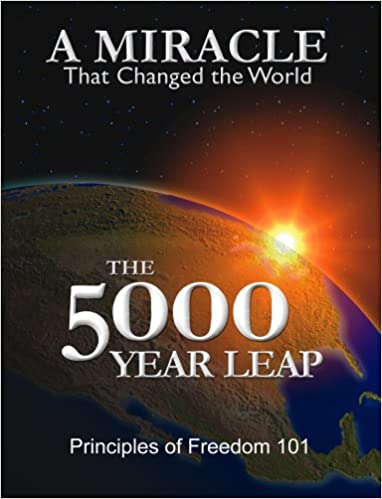 A MIRACLE
That Changed the World
THE
5000
YEAR LEAP
Principles of Freedom 101